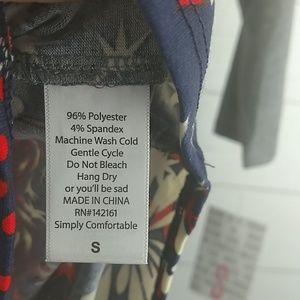 96% Polyester
4% Spandex
Machine Wash Cold
Gentle Cycle
Do Not Bleach
Hang Dry
or you'll be sad
MADE IN CHINA
RN#142161
Simply Comfortable
S